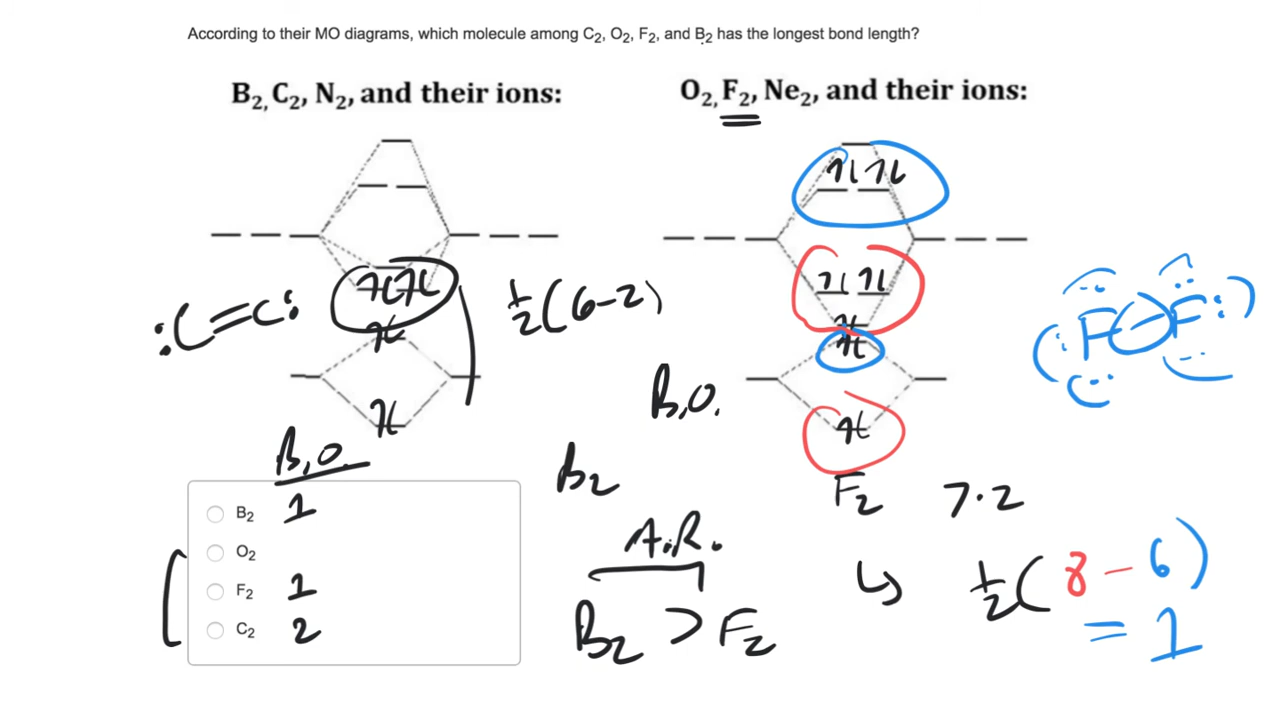 According to their MO diagrams, which molecule among C₂, O₂, F₂, and B₂ has the longest bond length?
B₂, C₂, N₂, and their ions:
O₂, F₂, Ne₂, and their ions:
:C=C:
½(6-2)
:F-F:
B.O.
B.O.
B₂ 1
O₂
F₂ 1
C₂ 2
B₂
A.R.
B₂ > F₂
F₂ 7·2
↳ ½(8-6)
= 1